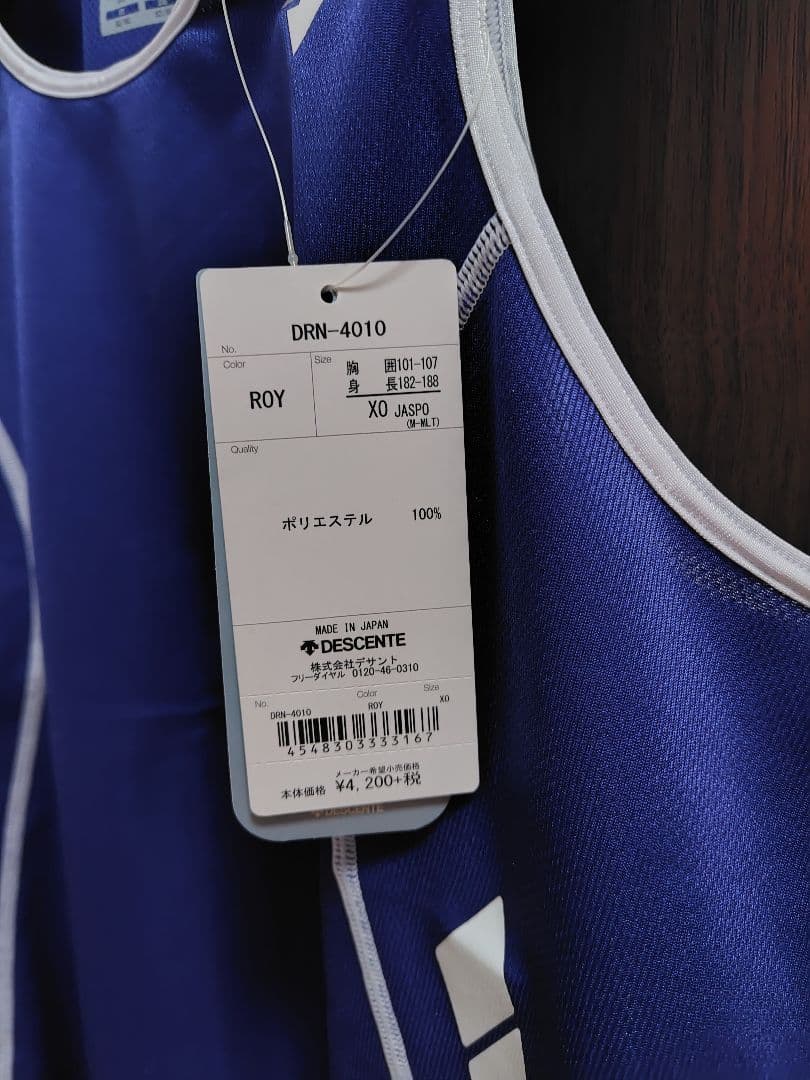 No. DRN-4010
Color Size
ROY
胸 囲101-107
身 長182-188
XO JASPO
(M-MLT)
Quality
ポリエステル 100%
MADE IN JAPAN
DESCENTE
株式会社デサント
フリーダイヤル 0120-46-0310
No. Color Size
DRN-4010 ROY XO
4548303333167
メーカー希望小売価格
本体価格 ¥4,200+税
DESCENTE